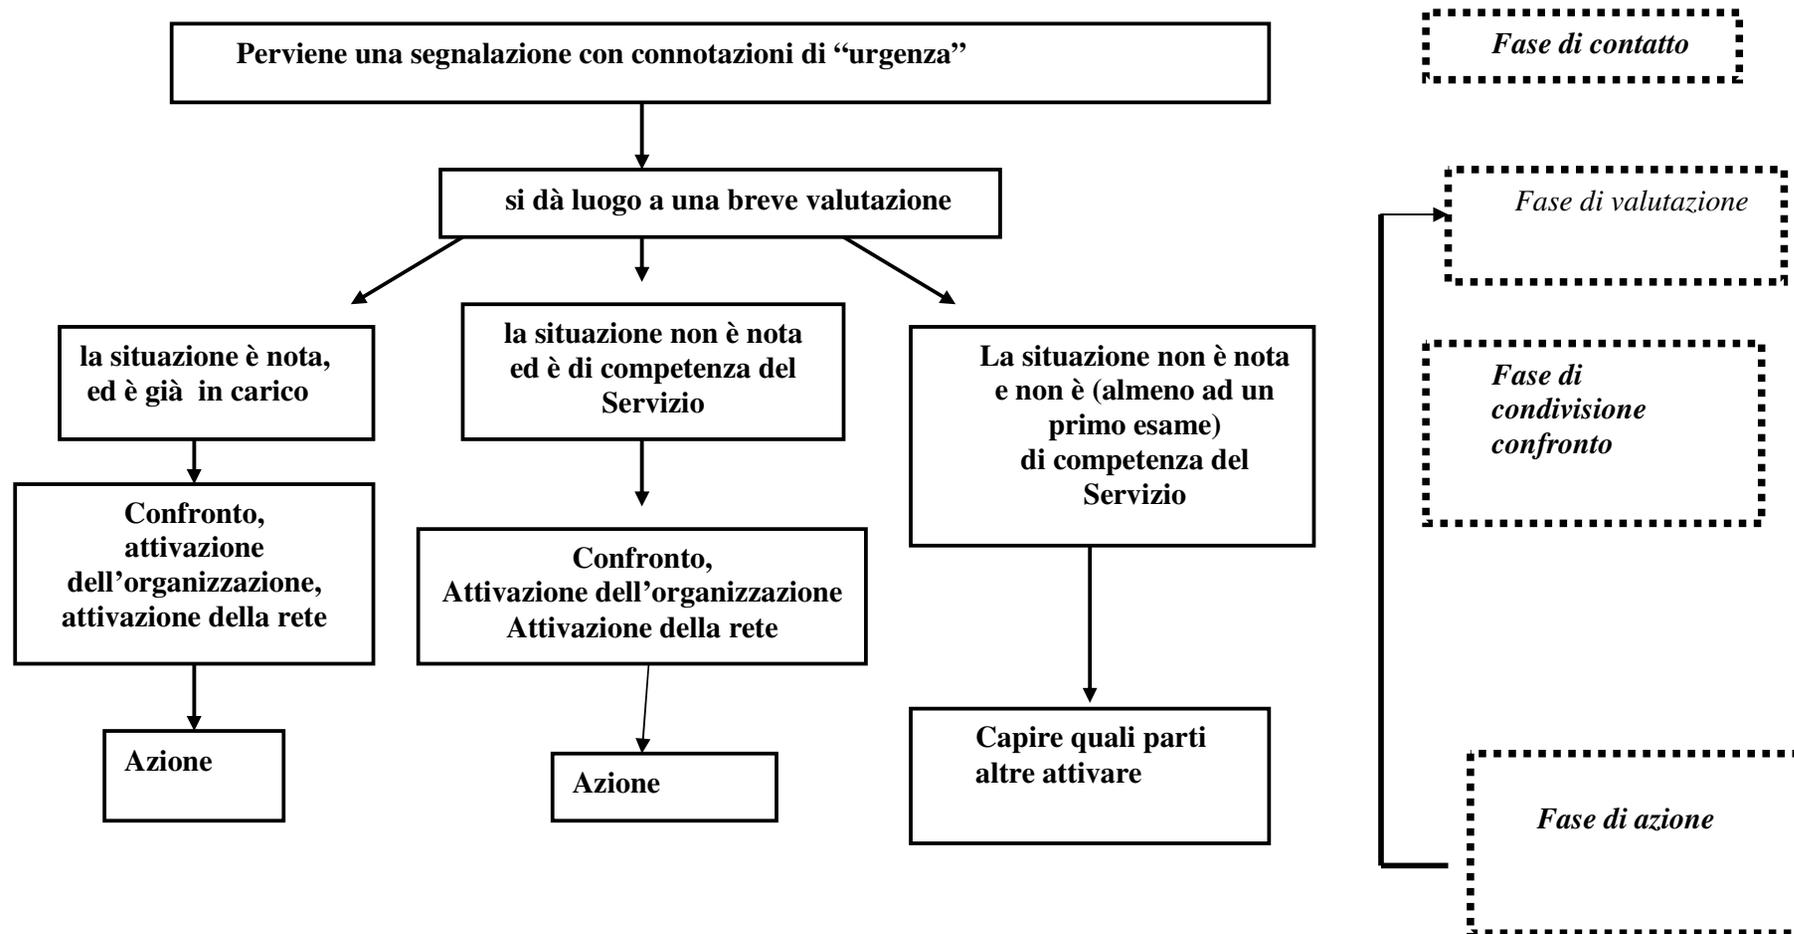 Perviene una segnalazione con connotazioni di “urgenza”
Fase di contatto
si dà luogo a una breve valutazione
Fase di valutazione
la situazione è nota,
ed è già in carico
la situazione non è nota
ed è di competenza del
Servizio
La situazione non è nota
e non è (almeno ad un
primo esame)
di competenza del
Servizio
Fase di
condivisione
confronto
Confronto,
attivazione
dell’organizzazione,
attivazione della rete
Confronto,
Attivazione dell’organizzazione
Attivazione della rete
Azione
Azione
Capire quali parti
altre attivare
Fase di azione